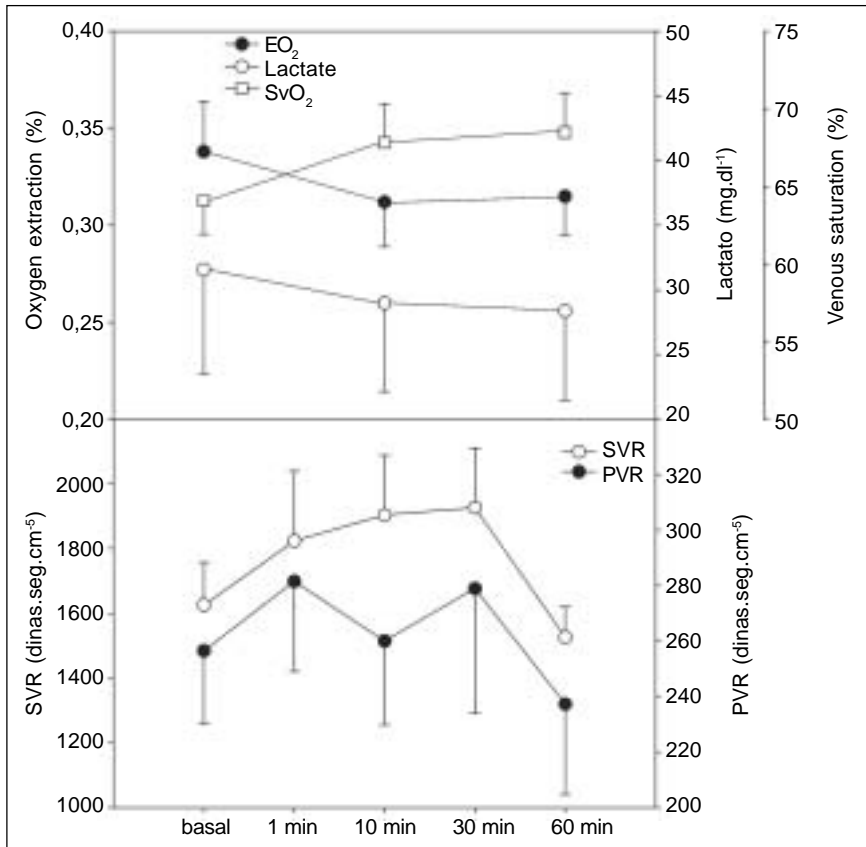 EO₂
Lactate
SvO₂
Oxygen extraction (%)
0,40
0,35
0,30
0,25
0,20
Lactato (mg.dl⁻¹)
50
45
40
35
30
25
20
Venous saturation (%)
75
70
65
60
55
50
SVR
PVR
SVR (dinas.seg.cm⁻⁵)
2000
1800
1600
1400
1200
1000
PVR (dinas.seg.cm⁻⁵)
320
300
280
260
240
220
200
basal 1 min 10 min 30 min 60 min